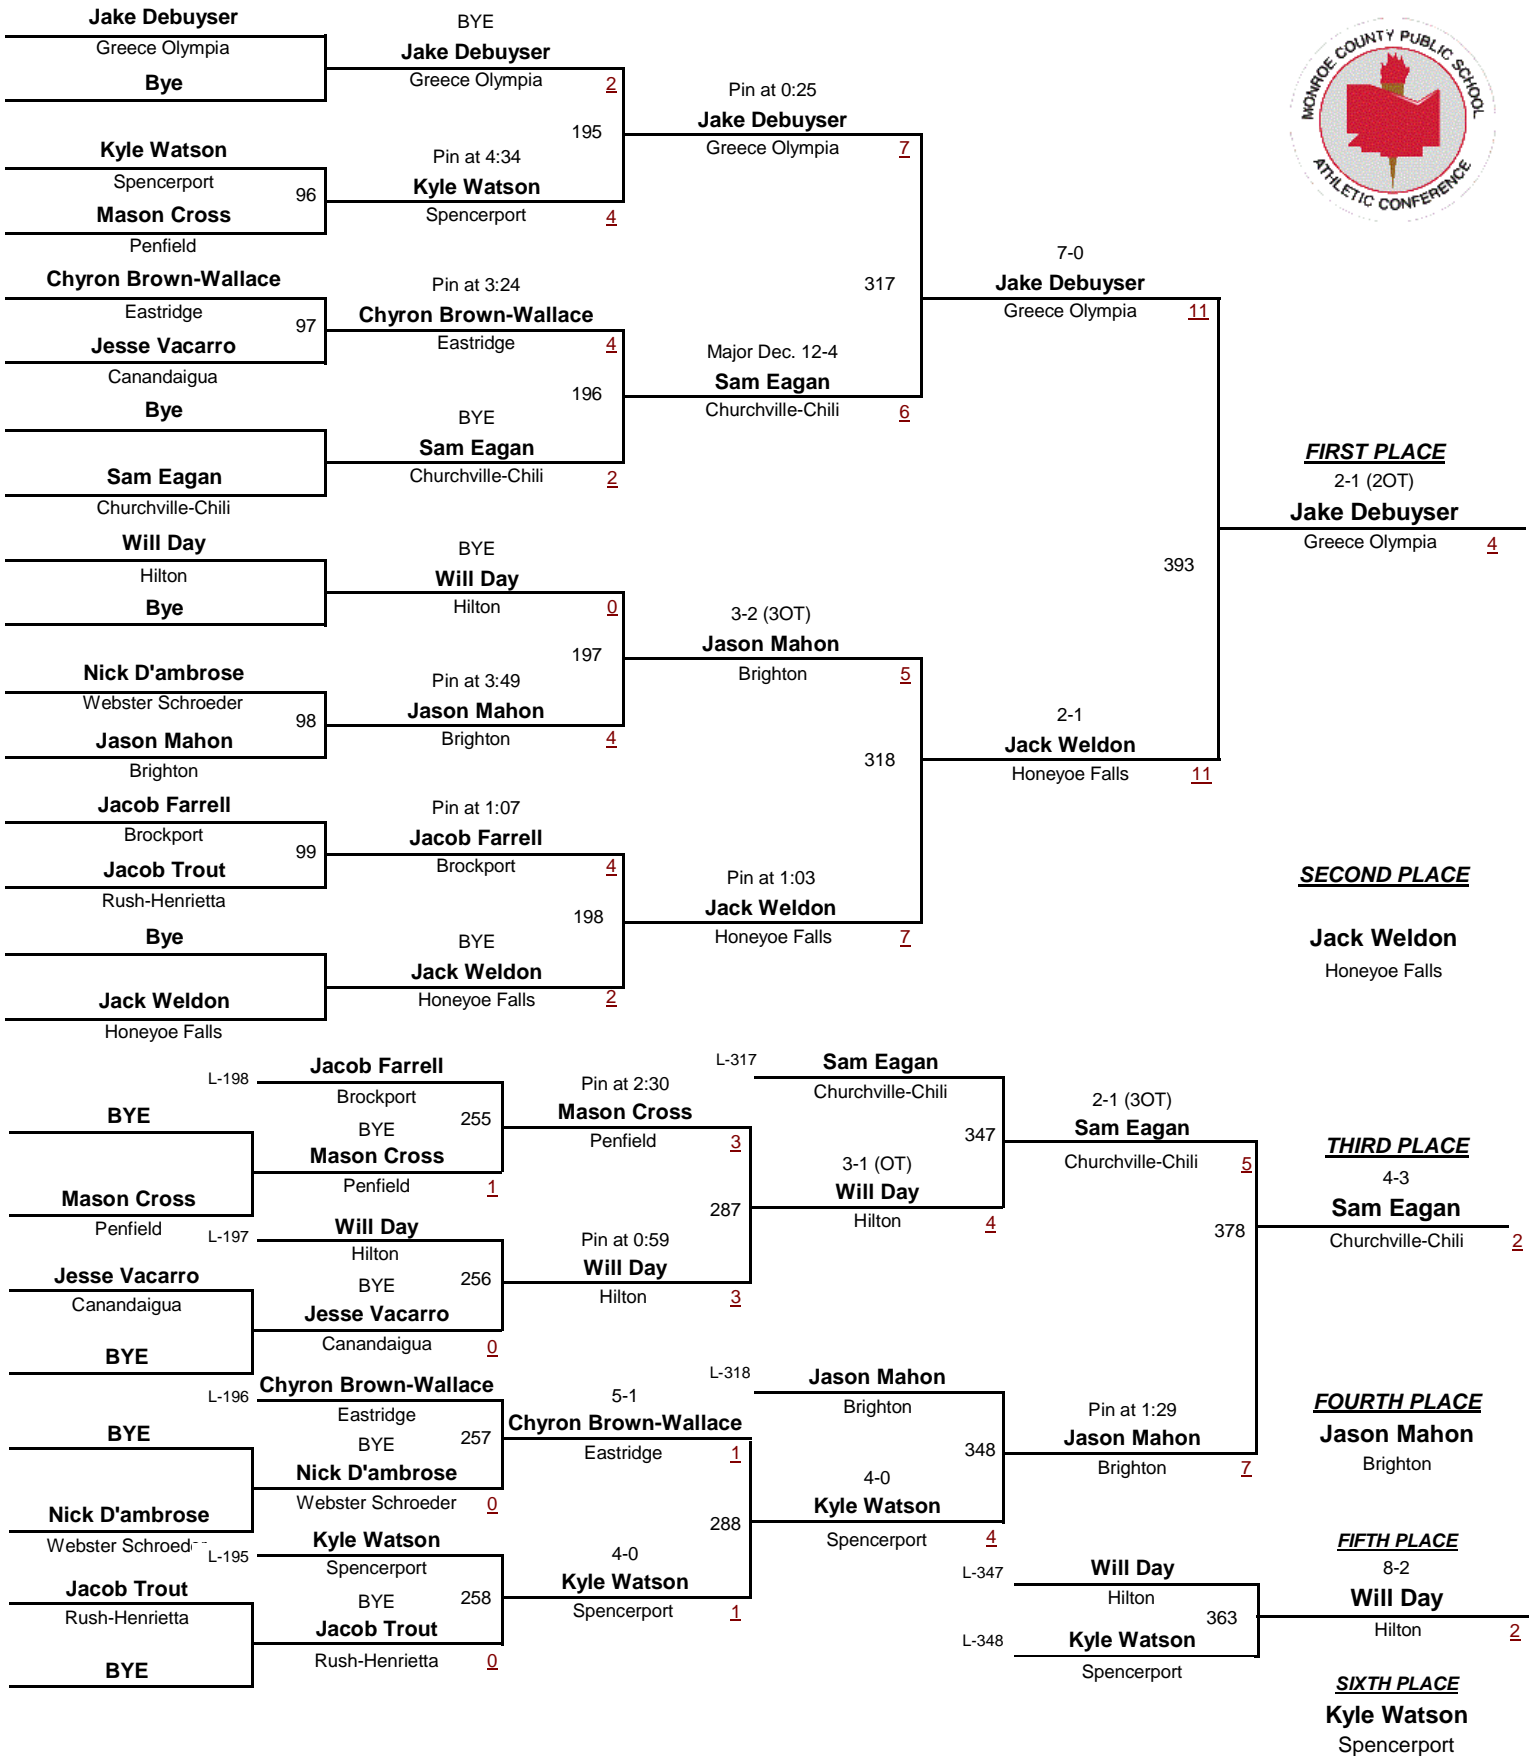 Jake Debuyser
Greece Olympia
Bye
Kyle Watson
Spencerport
96
Mason Cross
Penfield
Chyron Brown-Wallace
Eastridge
97
Jesse Vacarro
Canandaigua
Bye
Sam Eagan
Churchville-Chili
Will Day
Hilton
Bye
Nick D'ambrose
Webster Schroeder
98
Jason Mahon
Brighton
Jacob Farrell
Brockport
99
Jacob Trout
Rush-Henrietta
Bye
Jack Weldon
Honeyoe Falls
BYE
Jake Debuyser
Greece Olympia 2
195
Pin at 4:34
Kyle Watson
Spencerport 4
Pin at 3:24
Chyron Brown-Wallace
Eastridge 4
196
BYE
Sam Eagan
Churchville-Chili 2
BYE
Will Day
Hilton 0
197
Pin at 3:49
Jason Mahon
Brighton 4
Pin at 1:07
Jacob Farrell
Brockport 4
198
BYE
Jack Weldon
Honeyoe Falls 2
Pin at 0:25
Jake Debuyser
Greece Olympia 7
317
Major Dec. 12-4
Sam Eagan
Churchville-Chili 6
3-2 (3OT)
Jason Mahon
Brighton 5
318
Pin at 1:03
Jack Weldon
Honeyoe Falls 7
7-0
Jake Debuyser
Greece Olympia 11
393
2-1
Jack Weldon
Honeyoe Falls 11
MONROE COUNTY PUBLIC SCHOOL
ATHLETIC CONFERENCE
FIRST PLACE
2-1 (2OT)
Jake Debuyser
Greece Olympia 4
SECOND PLACE
Jack Weldon
Honeyoe Falls
BYE
Mason Cross
Penfield
Jesse Vacarro
Canandaigua
BYE
BYE
Nick D'ambrose
Webster Schroed
Jacob Trout
Rush-Henrietta
BYE
L-198
Jacob Farrell
Brockport
255
BYE
Mason Cross
Penfield 1
L-197
Will Day
Hilton
256
BYE
Jesse Vacarro
Canandaigua 0
L-196
Chyron Brown-Wallace
Eastridge
257
BYE
Nick D'ambrose
Webster Schroeder 0
L-195
Kyle Watson
Spencerport
258
BYE
Jacob Trout
Rush-Henrietta 0
Pin at 2:30
Mason Cross
Penfield 3
287
Pin at 0:59
Will Day
Hilton 3
5-1
Chyron Brown-Wallace
Eastridge 1
288
4-0
Kyle Watson
Spencerport 1
L-317
Sam Eagan
Churchville-Chili
347
3-1 (OT)
Will Day
Hilton 4
L-318
Jason Mahon
Brighton
348
4-0
Kyle Watson
Spencerport 4
2-1 (3OT)
Sam Eagan
Churchville-Chili 5
378
Pin at 1:29
Jason Mahon
Brighton 7
L-347
Will Day
Hilton
363
L-348
Kyle Watson
Spencerport
THIRD PLACE
4-3
Sam Eagan
Churchville-Chili 2
FOURTH PLACE
Jason Mahon
Brighton
FIFTH PLACE
8-2
Will Day
Hilton 2
SIXTH PLACE
Kyle Watson
Spencerport